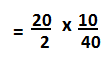 = 20/2 x 10/40